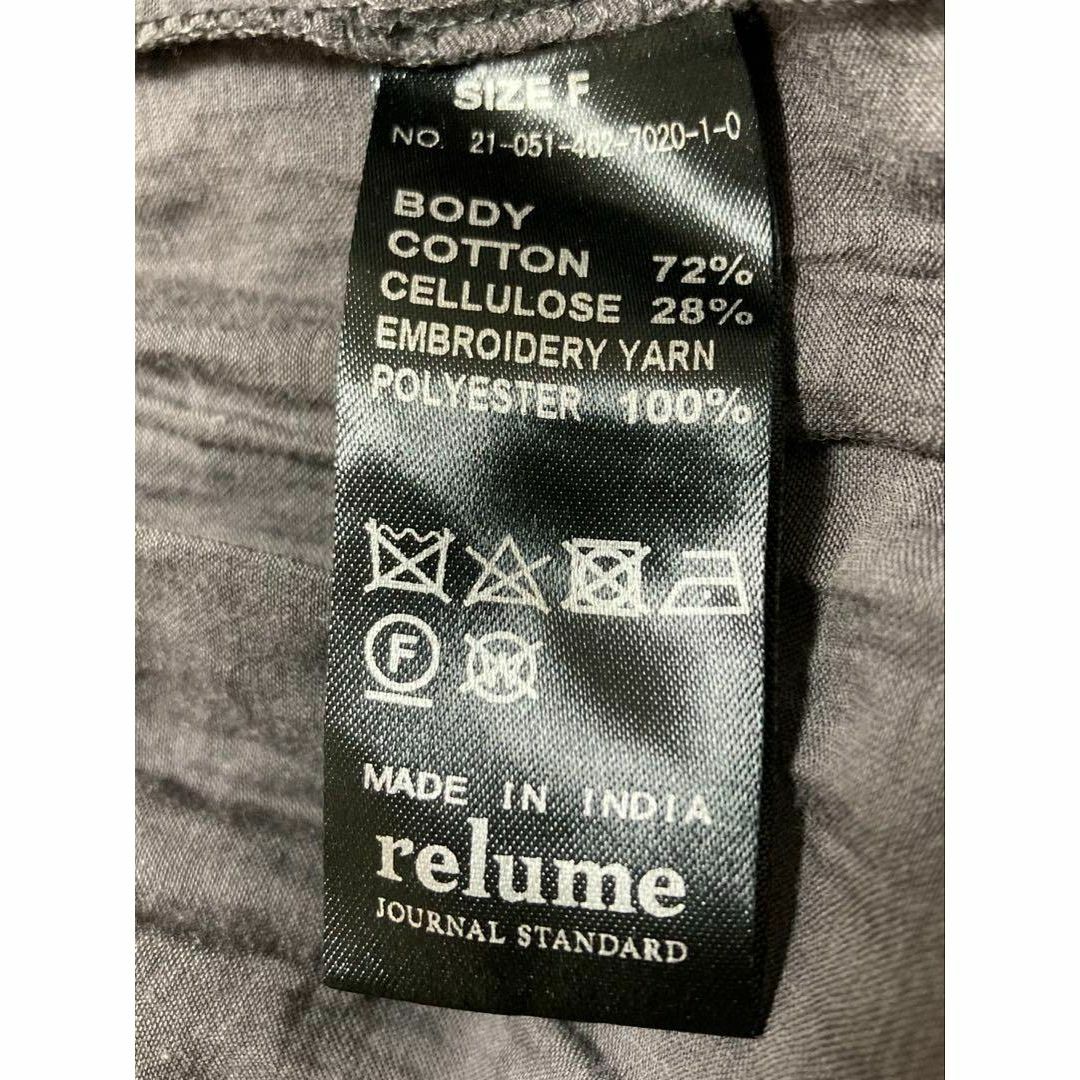 SIZE F
NO. 21-051-402-7020-1-0
BODY
COTTON 72%
CELLULOSE 28%
EMBROIDERY YARN
POLYESTER 100%
F
W
MADE IN INDIA
relume
JOURNAL STANDARD